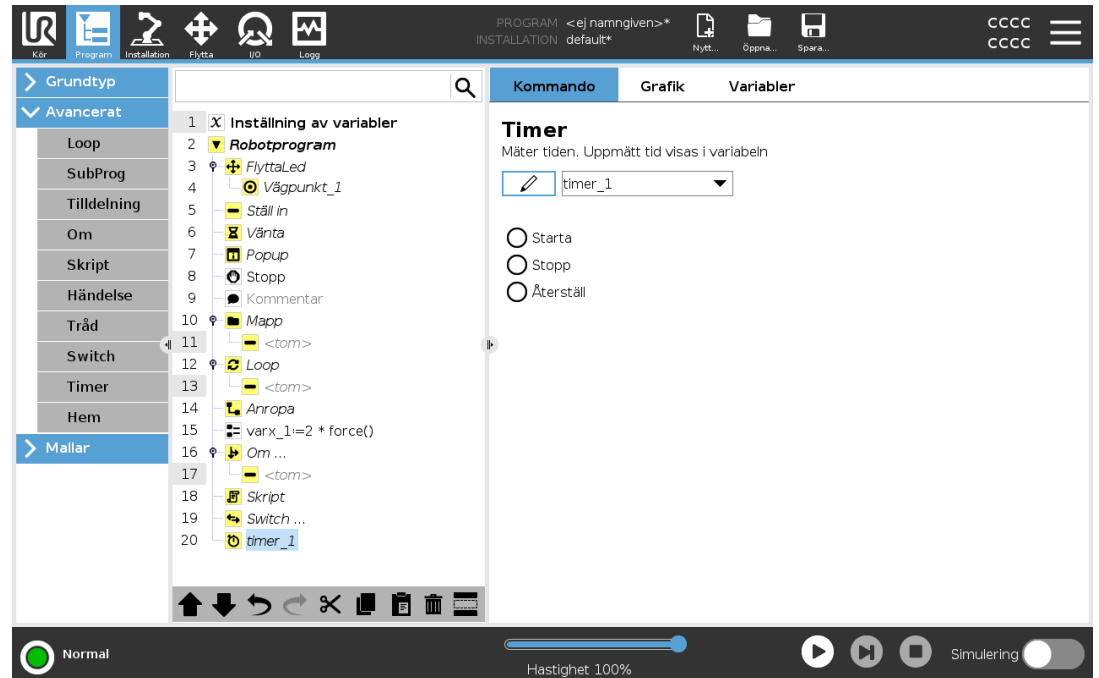 PROGRAM <ej namngiven>*
INSTALLATION default*
CCCC
CCCC
Kör Program Installation Flytta I/O Logg Nytt... Öppna... Spara...
Grundtyp
Avancerat
Loop
SubProg
Tilldelning
Om
Skript
Händelse
Tråd
Switch
Timer
Hem
Mallar
1 X Inställning av variabler
2 Robotprogram
3 FlyttaLed
4 Vägpunkt_1
5 Ställ in
6 Vänta
7 Popup
8 Stopp
9 Kommentar
10 Mapp
11 <tom>
12 Loop
13 <tom>
14 Anropa
15 varx_1:=2 * force()
16 Om ...
17 <tom>
18 Skript
19 Switch ...
20 timer_1
Kommando Grafik Variabler
Timer
Mäter tiden. Uppmätt tid visas i variabeln
timer_1
Starta
Stopp
Återställ
Normal
Hastighet 100%
Simulering